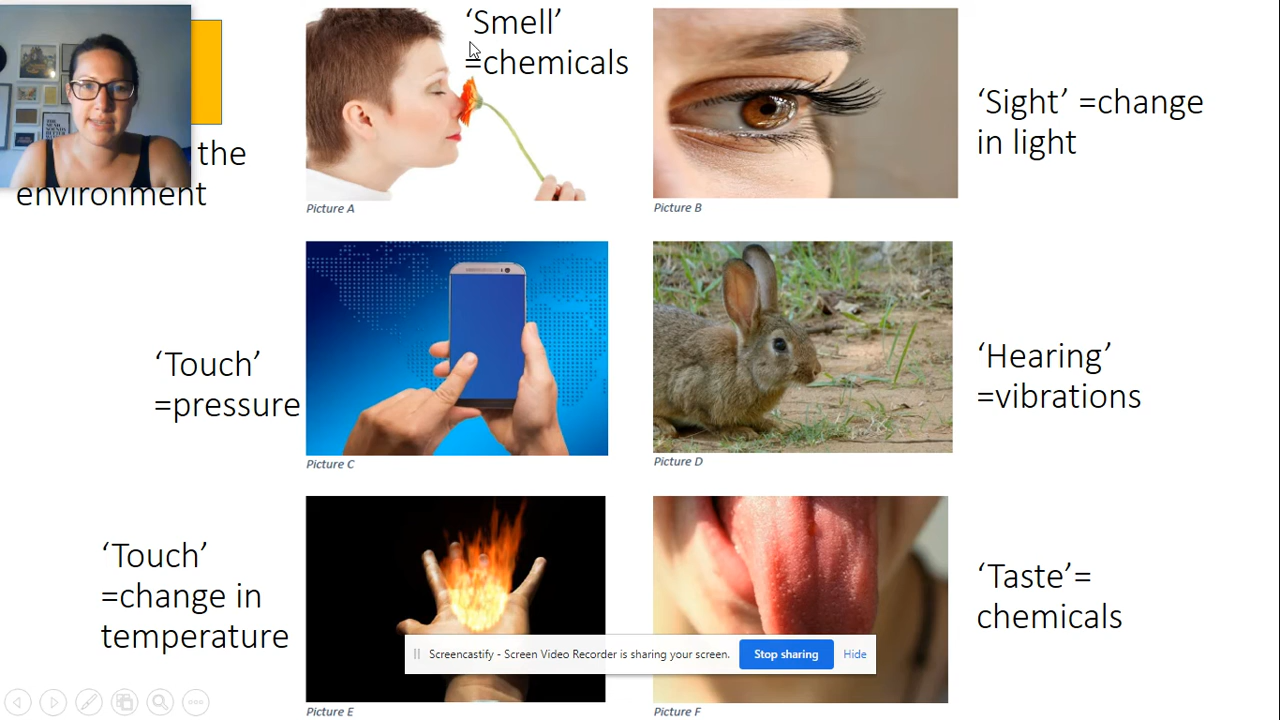 the
environment
‘Smell’
=chemicals
Picture A
‘Sight’ =change
in light
Picture B
‘Touch’
=pressure
Picture C
‘Hearing’
=vibrations
Picture D
‘Touch’
=change in
temperature
Picture E
‘Taste’=
chemicals
Picture F
Screencastify - Screen Video Recorder is sharing your screen.
Stop sharing
Hide